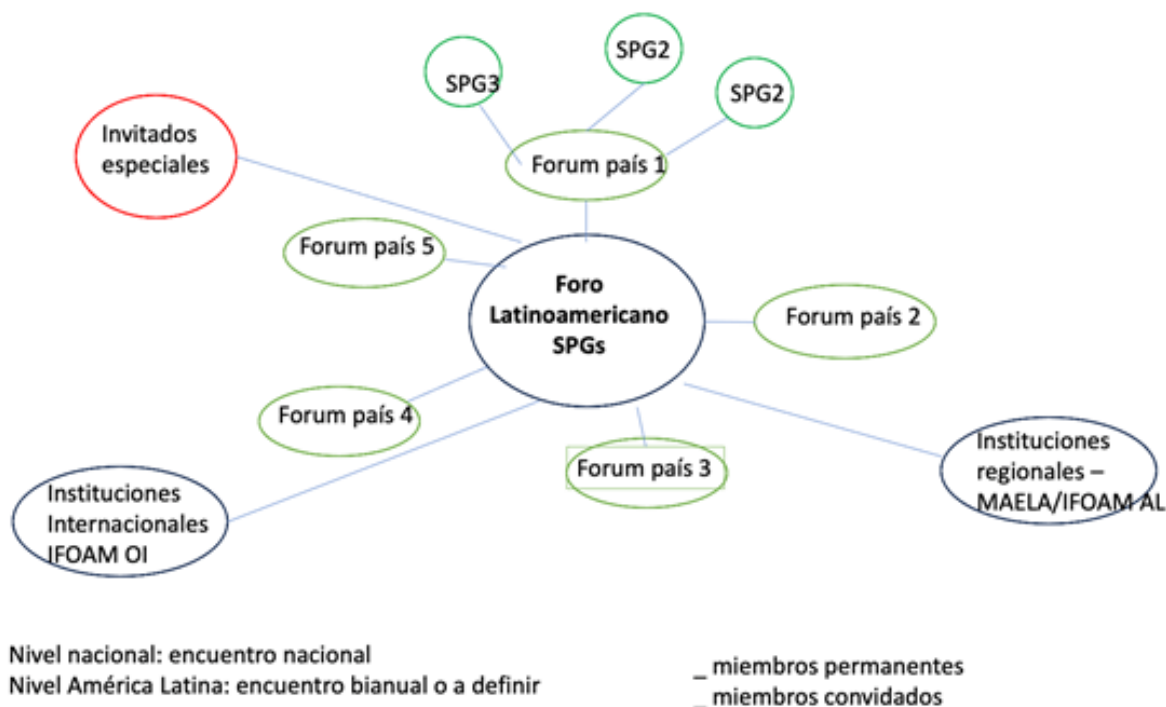 SPG3
SPG2
SPG2
Invitados
especiales
Forum país 1
Forum país 5
Foro
Latinoamericano
SPGs
Forum país 2
Forum país 4
Forum país 3
Instituciones
regionales –
MAELA/IFOAM AL
Instituciones
Internacionales
IFOAM OI
Nivel nacional: encuentro nacional
Nivel América Latina: encuentro bianual o a definir
_ miembros permanentes
_ miembros convidados